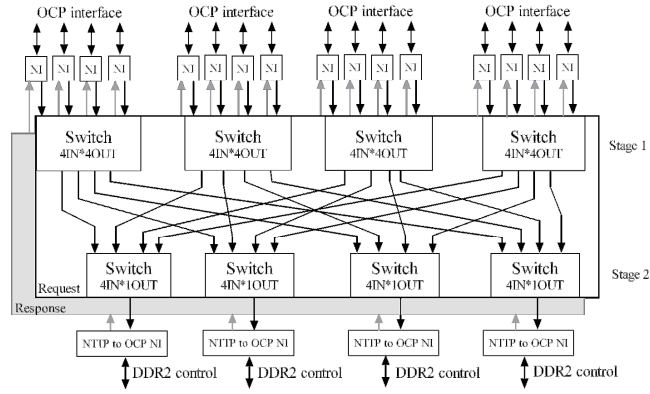 OCP interface OCP interface OCP interface OCP interface
NI NI NI NI NI NI NI NI NI NI NI NI NI NI NI NI
Switch Switch Switch Switch
4IN*4OUT 4IN*4OUT 4IN*4OUT 4IN*4OUT
Stage 1
Switch Switch Switch Switch
4IN*1OUT 4IN*1OUT 4IN*1OUT 4IN*1OUT
Stage 2
Request
Response
NTTP to OCP NI NTTP to OCP NI NTTP to OCP NI NTTP to OCP NI
DDR2 control DDR2 control DDR2 control DDR2 control